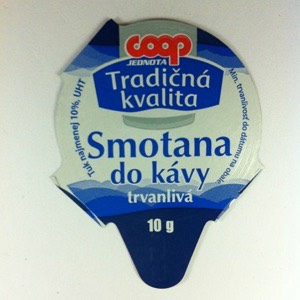 coop
JEDNOTA
Tradičná
kvalita
Tuk najmenej 10%, UHT
Min. trvanlivosť do dátumu na obale
Smotana
do kávy
trvanlivá
10 g